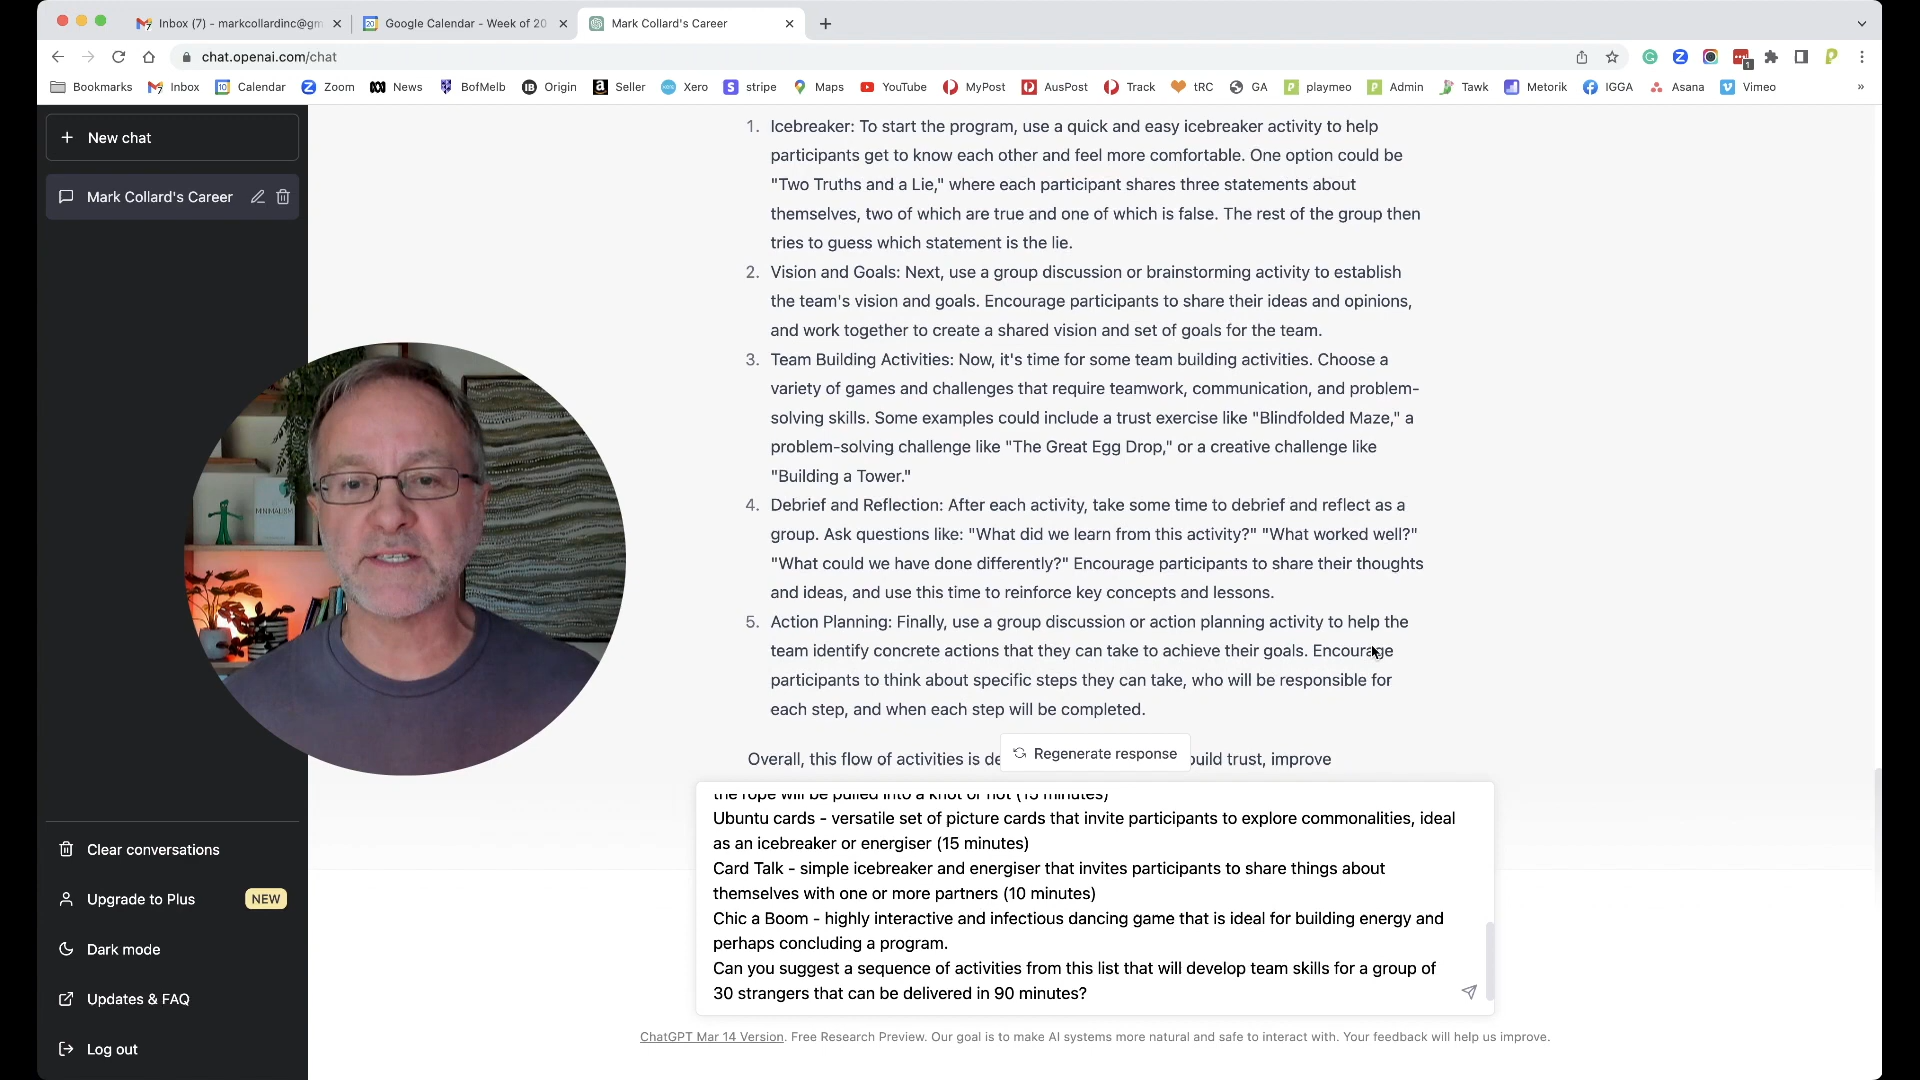 Inbox (7) - markcollardinc@gm
Google Calendar - Week of 20
Mark Collard's Career
chat.openai.com/chat
1
Bookmarks
Inbox
Calendar
Zoom
News
BofMelb
Origin
Seller
Xero
stripe
Maps
YouTube
MyPost
AusPost
Track
tRC
GA
playmeo
Admin
Tawk
Metorik
IGGA
Asana
Vimeo
»
+ New chat
Mark Collard's Career
1. Icebreaker: To start the program, use a quick and easy icebreaker activity to help
participants get to know each other and feel more comfortable. One option could be
"Two Truths and a Lie," where each participant shares three statements about
themselves, two of which are true and one of which is false. The rest of the group then
tries to guess which statement is the lie.
2. Vision and Goals: Next, use a group discussion or brainstorming activity to establish
the team's vision and goals. Encourage participants to share their ideas and opinions,
and work together to create a shared vision and set of goals for the team.
3. Team Building Activities: Now, it's time for some team building activities. Choose a
variety of games and challenges that require teamwork, communication, and problem-
solving skills. Some examples could include a trust exercise like "Blindfolded Maze," a
problem-solving challenge like "The Great Egg Drop," or a creative challenge like
"Building a Tower."
4. Debrief and Reflection: After each activity, take some time to debrief and reflect as a
group. Ask questions like: "What did we learn from this activity?" "What worked well?"
"What could we have done differently?" Encourage participants to share their thoughts
and ideas, and use this time to reinforce key concepts and lessons.
5. Action Planning: Finally, use a group discussion or action planning activity to help the
team identify concrete actions that they can take to achieve their goals. Encourage
participants to think about specific steps they can take, who will be responsible for
each step, and when each step will be completed.
Overall, this flow of activities is de
Regenerate response
build trust, improve
MINIMALISM
the rope will be pulled into a knot or not (15 minutes)
Ubuntu cards - versatile set of picture cards that invite participants to explore commonalities, ideal
as an icebreaker or energiser (15 minutes)
Card Talk - simple icebreaker and energiser that invites participants to share things about
themselves with one or more partners (10 minutes)
Chic a Boom - highly interactive and infectious dancing game that is ideal for building energy and
perhaps concluding a program.
Can you suggest a sequence of activities from this list that will develop team skills for a group of
30 strangers that can be delivered in 90 minutes?
Clear conversations
Upgrade to Plus
NEW
Dark mode
Updates & FAQ
Log out
ChatGPT Mar 14 Version. Free Research Preview. Our goal is to make AI systems more natural and safe to interact with. Your feedback will help us improve.